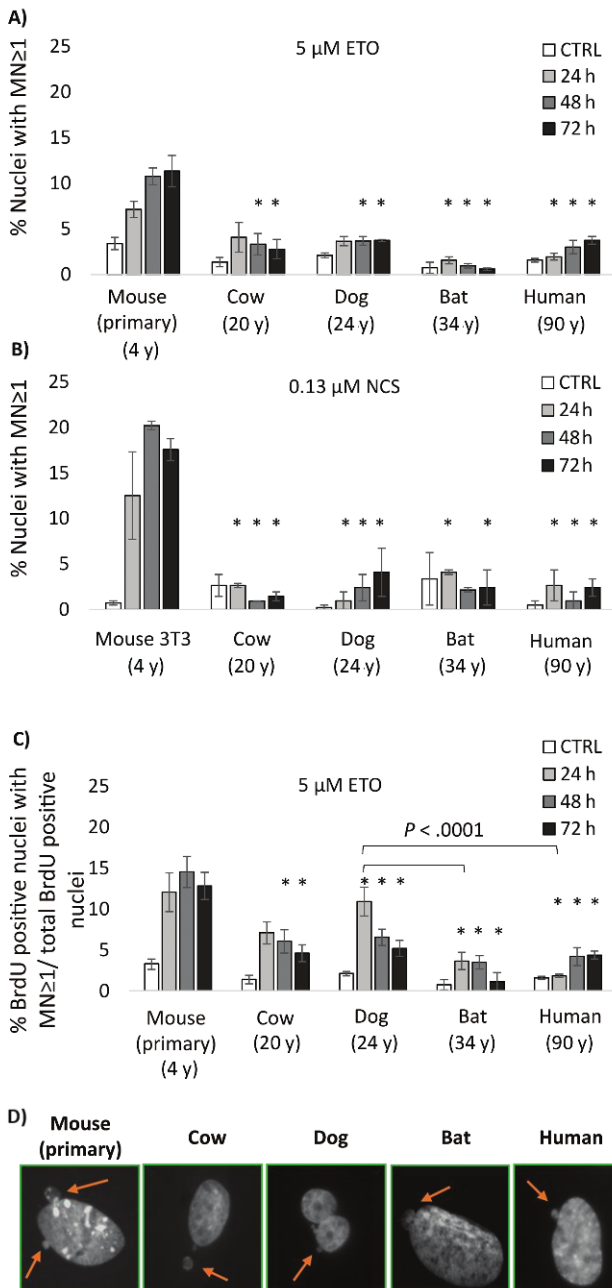 A)
5 µM ETO
CTRL
24 h
48 h
72 h
% Nuclei with MN≥1
25
20
15
10
5
0
* * * * * * * * * *
Mouse Cow Dog Bat Human
(primary) (20 y) (24 y) (34 y) (90 y)
(4 y)
B)
0.13 µM NCS
CTRL
24 h
48 h
72 h
% Nuclei with MN≥1
25
20
15
10
5
0
* * * * * * * * * * *
Mouse 3T3 Cow Dog Bat Human
(4 y) (20 y) (24 y) (34 y) (90 y)
C)
5 µM ETO
CTRL
24 h
48 h
72 h
% BrdU positive nuclei with
MN≥1/ total BrdU positive
nuclei
25
20
15
10
5
0
P < .0001
* * * * * * * * * * *
Mouse Cow Dog Bat Human
(primary) (20 y) (24 y) (34 y) (90 y)
(4 y)
D)
Mouse Cow Dog Bat Human
(primary)